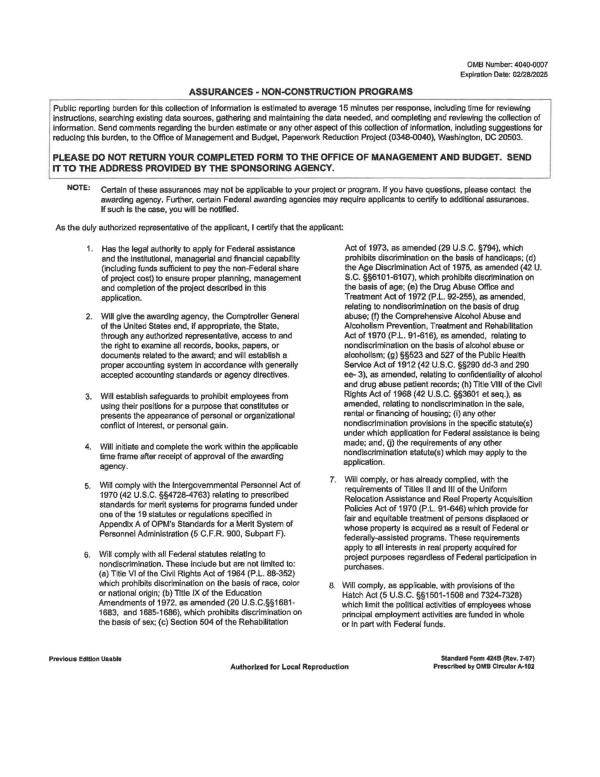 OMB Number: 4040-0007
Expiration Date: 02/28/2025
ASSURANCES - NON-CONSTRUCTION PROGRAMS
Public reporting burden for this collection of information is estimated to average 15 minutes per response, including time for reviewing
instructions, searching existing data sources, gathering and maintaining the data needed, and completing and reviewing the collection of
information. Send comments regarding the burden estimate or any other aspect of this collection of information, including suggestions for
reducing this burden, to the Office of Management and Budget, Paperwork Reduction Project (0348-0040), Washington, DC 20503.
PLEASE DO NOT RETURN YOUR COMPLETED FORM TO THE OFFICE OF MANAGEMENT AND BUDGET. SEND
IT TO THE ADDRESS PROVIDED BY THE SPONSORING AGENCY.
NOTE: Certain of these assurances may not be applicable to your project or program. If you have questions, please contact the
awarding agency. Further, certain Federal awarding agencies may require applicants to certify to additional assurances.
If such is the case, you will be notified.
As the duly authorized representative of the applicant, I certify that the applicant:
1. Has the legal authority to apply for Federal assistance
and the institutional, managerial and financial capability
(including funds sufficient to pay the non-Federal share
of project cost) to ensure proper planning, management
and completion of the project described in this
application.
2. Will give the awarding agency, the Comptroller General
of the United States and, if appropriate, the State,
through any authorized representative, access to and
the right to examine all records, books, papers, or
documents related to the award; and will establish a
proper accounting system in accordance with generally
accepted accounting standards or agency directives.
3. Will establish safeguards to prohibit employees from
using their positions for a purpose that constitutes or
presents the appearance of personal or organizational
conflict of interest, or personal gain.
4. Will initiate and complete the work within the applicable
time frame after receipt of approval of the awarding
agency.
5. Will comply with the Intergovernmental Personnel Act of
1970 (42 U.S.C. §§4728-4763) relating to prescribed
standards for merit systems for programs funded under
one of the 19 statutes or regulations specified in
Appendix A of OPM's Standards for a Merit System of
Personnel Administration (5 C.F.R. 900, Subpart F).
6. Will comply with all Federal statutes relating to
nondiscrimination. These include but are not limited to:
(a) Title VI of the Civil Rights Act of 1964 (P.L. 88-352)
which prohibits discrimination on the basis of race, color
or national origin; (b) Title IX of the Education
Amendments of 1972, as amended (20 U.S.C.§§1681-
1683, and 1685-1686), which prohibits discrimination on
the basis of sex; (c) Section 504 of the Rehabilitation
Act of 1973, as amended (29 U.S.C. §794), which
prohibits discrimination on the basis of handicaps; (d)
the Age Discrimination Act of 1975, as amended (42 U.
S.C. §§6101-6107), which prohibits discrimination on
the basis of age; (e) the Drug Abuse Office and
Treatment Act of 1972 (P.L. 92-255), as amended,
relating to nondiscrimination on the basis of drug
abuse; (f) the Comprehensive Alcohol Abuse and
Alcoholism Prevention, Treatment and Rehabilitation
Act of 1970 (P.L. 91-616), as amended, relating to
nondiscrimination on the basis of alcohol abuse or
alcoholism; (g) §§523 and 527 of the Public Health
Service Act of 1912 (42 U.S.C. §§290 dd-3 and 290
ee- 3), as amended, relating to confidentiality of alcohol
and drug abuse patient records; (h) Title VIII of the Civil
Rights Act of 1968 (42 U.S.C. §§3601 et seq.), as
amended, relating to nondiscrimination in the sale,
rental or financing of housing; (i) any other
nondiscrimination provisions in the specific statute(s)
under which application for Federal assistance is being
made; and, (j) the requirements of any other
nondiscrimination statute(s) which may apply to the
application.
7. Will comply, or has already complied, with the
requirements of Titles II and III of the Uniform
Relocation Assistance and Real Property Acquisition
Policies Act of 1970 (P.L. 91-646) which provide for
fair and equitable treatment of persons displaced or
whose property is acquired as a result of Federal or
federally-assisted programs. These requirements
apply to all interests in real property acquired for
project purposes regardless of Federal participation in
purchases.
8. Will comply, as applicable, with provisions of the
Hatch Act (5 U.S.C. §§1501-1508 and 7324-7328)
which limit the political activities of employees whose
principal employment activities are funded in whole
or in part with Federal funds.
Previous Edition Usable
Authorized for Local Reproduction
Standard Form 424B (Rev. 7-97)
Prescribed by OMB Circular A-102